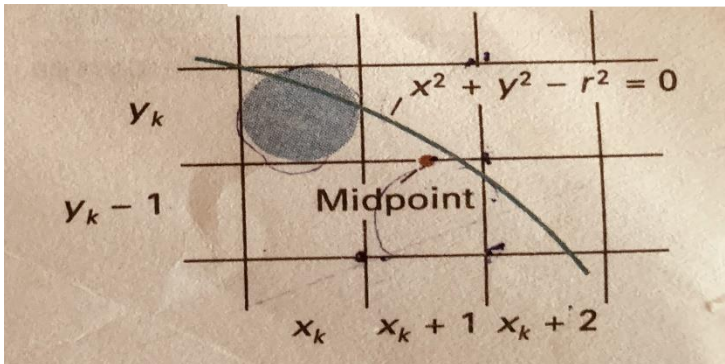 x² + y² − r² = 0
yₖ
Midpoint
yₖ − 1
xₖ xₖ + 1 xₖ + 2